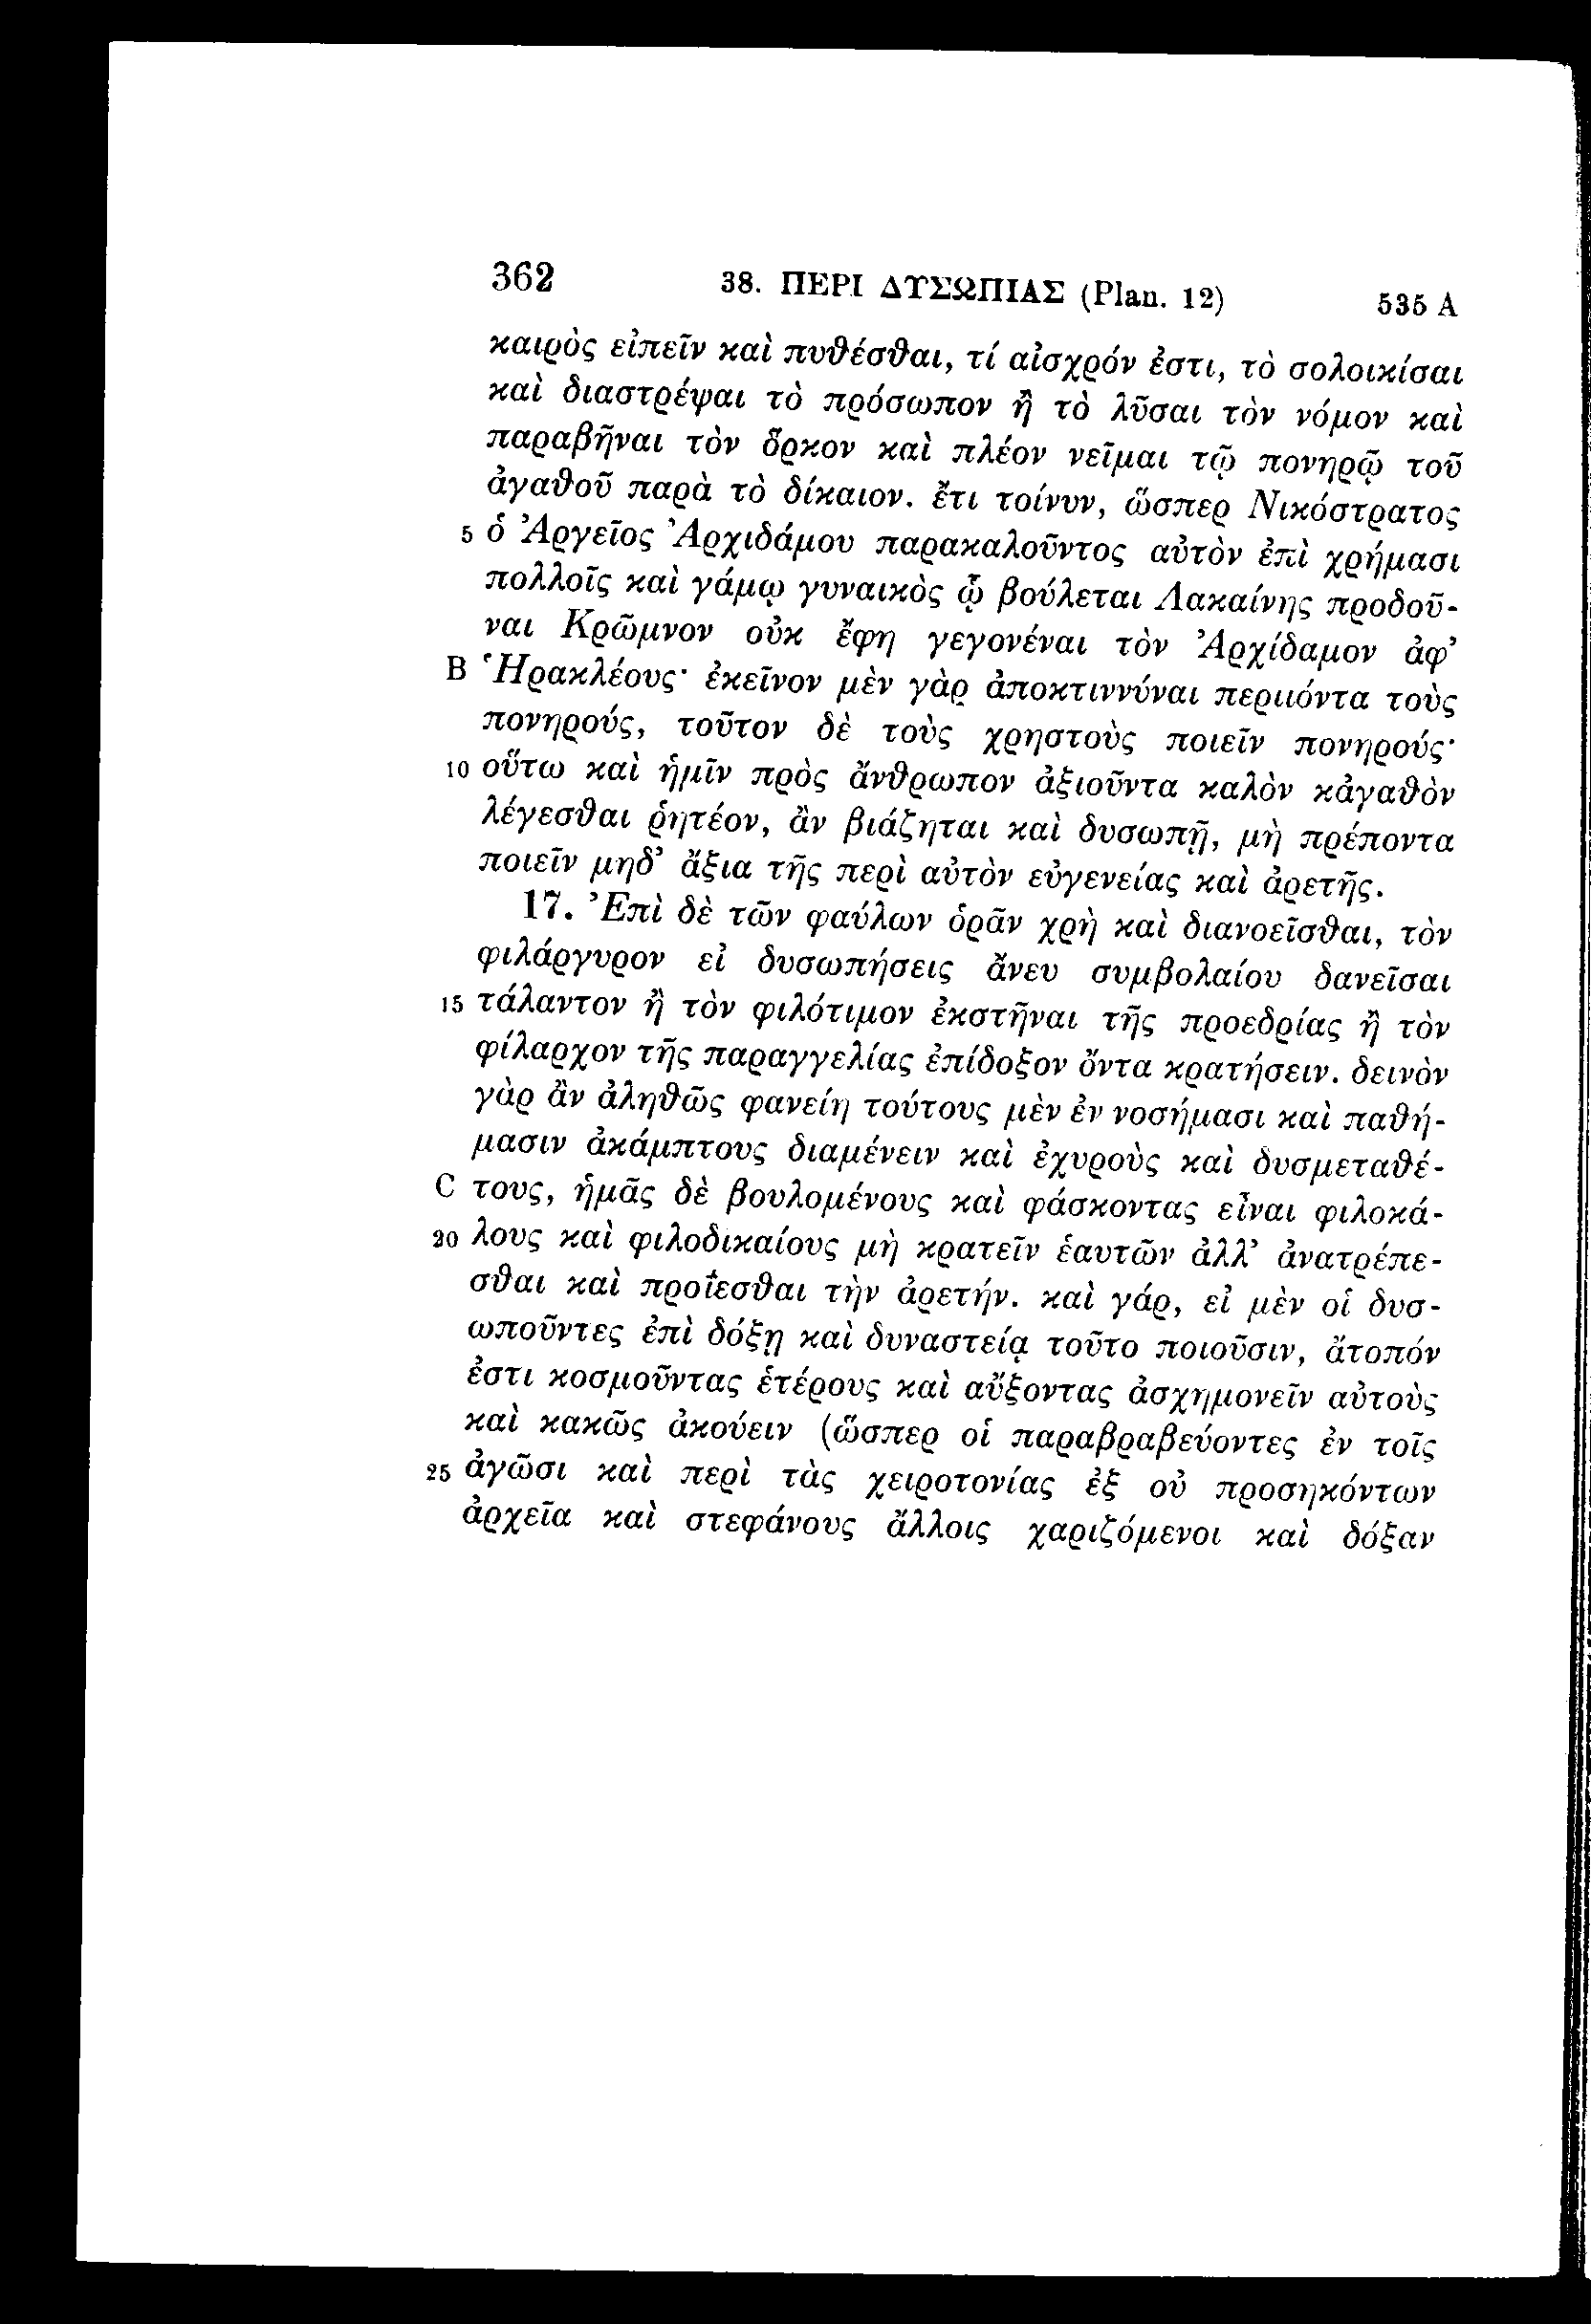 362 38. ΠΕΡΙ ΔΥΣΩΠΙΑΣ (Plan. 12) 535 A
καιρὸς εἰπεῖν καὶ πυθέσθαι, τί αἰσχρόν ἐστι, τὸ σολοικίσαι
καὶ διαστρέψαι τὸ πρόσωπον ἢ τὸ λῦσαι τὸν νόμον καὶ
παραβῆναι τὸν ὅρκον καὶ πλέον νεῖμαι τῷ πονηρῷ τοῦ
ἀγαθοῦ παρὰ τὸ δίκαιον. ἔτι τοίνυν, ὥσπερ Νικόστρατος
5 ὁ Ἀργεῖος Ἀρχιδάμου παρακαλοῦντος αὐτὸν ἐπὶ χρήμασι
πολλοῖς καὶ γάμῳ γυναικὸς ᾧ βούλεται Λακαίνης προδοῦ-
ναι Κρῶμνον οὐκ ἔφη γεγονέναι τὸν Ἀρχίδαμον ἀφ’
B Ἡρακλέους· ἐκεῖνον μὲν γὰρ ἀποκτιννύναι περιιόντα τοὺς
πονηρούς, τοῦτον δὲ τοὺς χρηστοὺς ποιεῖν πονηρούς·
10 οὕτω καὶ ἡμῖν πρὸς ἄνθρωπον ἀξιοῦντα καλὸν κἀγαθὸν
λέγεσθαι ῥητέον, ἂν βιάζηται καὶ δυσωπῇ, μὴ πρέποντα
ποιεῖν μηδ’ ἄξια τῆς περὶ αὐτὸν εὐγενείας καὶ ἀρετῆς.
17. Ἐπὶ δὲ τῶν φαύλων ὁρᾶν χρὴ καὶ διανοεῖσθαι, τὸν
φιλάργυρον εἰ δυσωπήσεις ἄνευ συμβολαίου δανεῖσαι
15 τάλαντον ἢ τὸν φιλότιμον ἐκστῆναι τῆς προεδρίας ἢ τὸν
φίλαρχον τῆς παραγγελίας ἐπίδοξον ὄντα κρατήσειν. δεινὸν
γὰρ ἂν ἀληθῶς φανείη τούτους μὲν ἐν νοσήμασι καὶ παθή-
μασιν ἀκάμπτους διαμένειν καὶ ἐχυροὺς καὶ δυσμεταθέ-
C τους, ἡμᾶς δὲ βουλομένους καὶ φάσκοντας εἶναι φιλοκά-
20 λους καὶ φιλοδικαίους μὴ κρατεῖν ἑαυτῶν ἀλλ’ ἀνατρέπε-
σθαι καὶ προΐεσθαι τὴν ἀρετήν. καὶ γάρ, εἰ μὲν οἱ δυσ-
ωποῦντες ἐπὶ δόξῃ καὶ δυναστείᾳ τοῦτο ποιοῦσιν, ἄτοπόν
ἐστι κοσμοῦντας ἑτέρους καὶ αὔξοντας ἀσχημονεῖν αὐτοὺς
καὶ κακῶς ἀκούειν (ὥσπερ οἱ παραβραβεύοντες ἐν τοῖς
25 ἀγῶσι καὶ περὶ τὰς χειροτονίας ἐξ οὐ προσηκόντων
ἀρχεῖα καὶ στεφάνους ἄλλοις χαριζόμενοι καὶ δόξαν